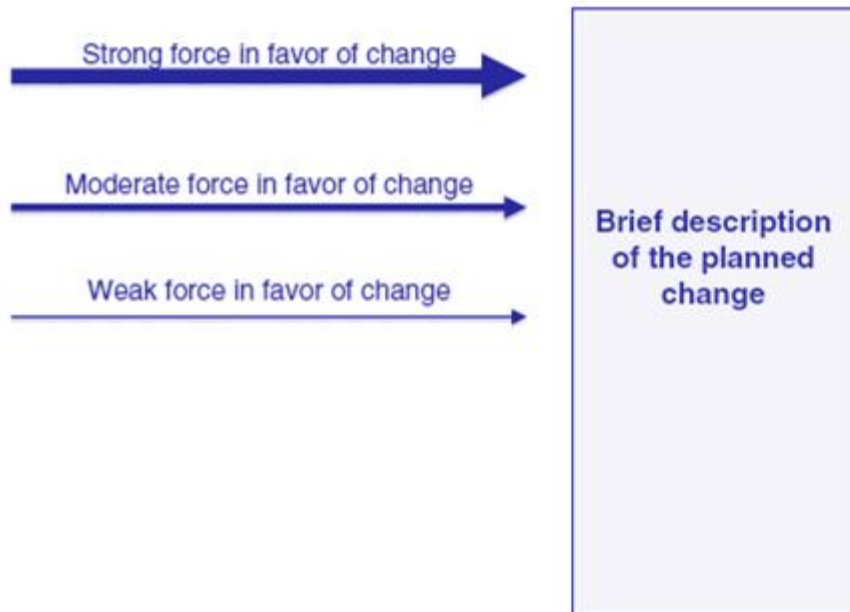 Strong force in favor of change
Moderate force in favor of change
Weak force in favor of change
Brief description
of the planned
change